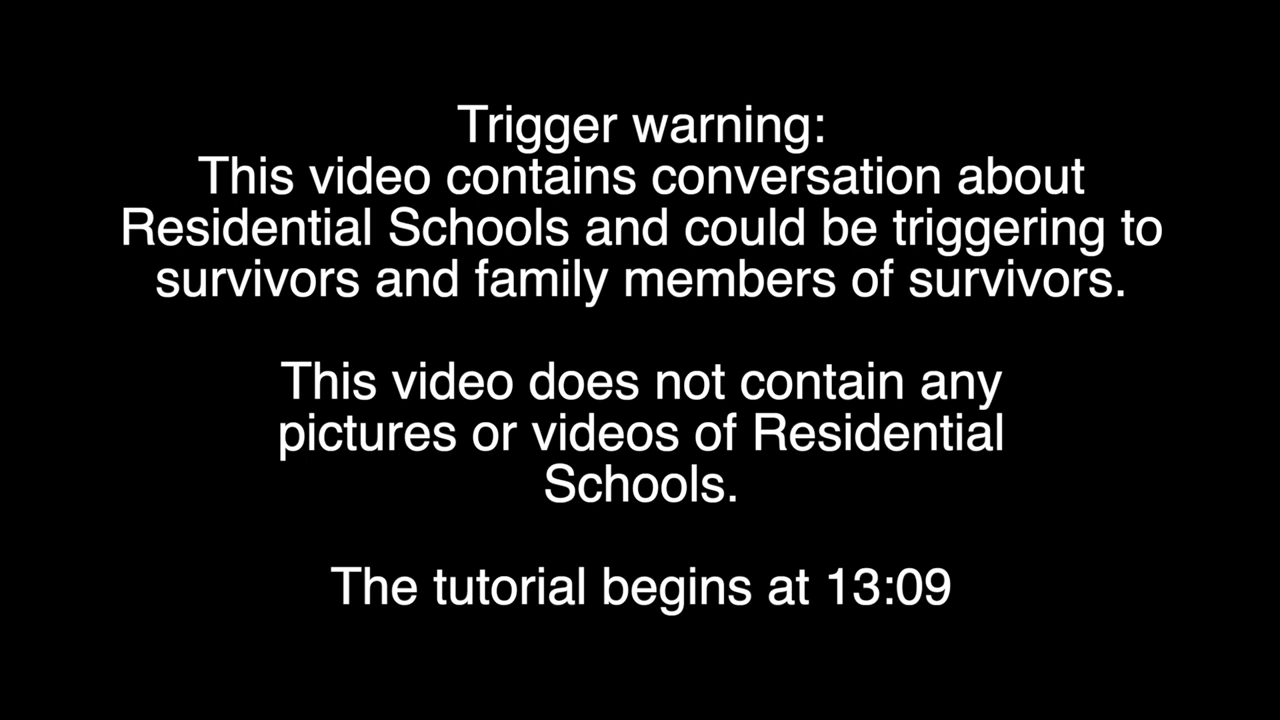 Trigger warning:
This video contains conversation about
Residential Schools and could be triggering to
survivors and family members of survivors.
This video does not contain any
pictures or videos of Residential
Schools.
The tutorial begins at 13:09